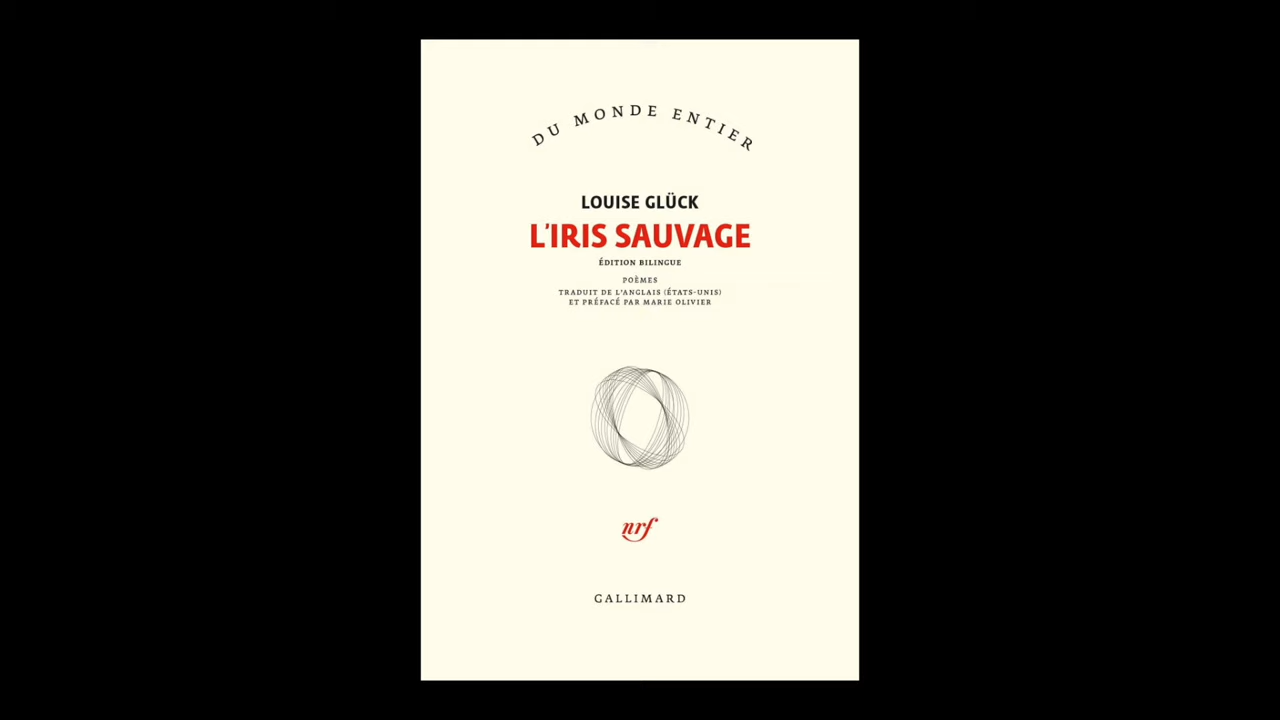 DU MONDE ENTIER
LOUISE GLÜCK
L'IRIS SAUVAGE
ÉDITION BILINGUE
POÈMES
TRADUIT DE L'ANGLAIS (ÉTATS-UNIS)
ET PRÉFACÉ PAR MARIE OLIVIER
nrf
GALLIMARD